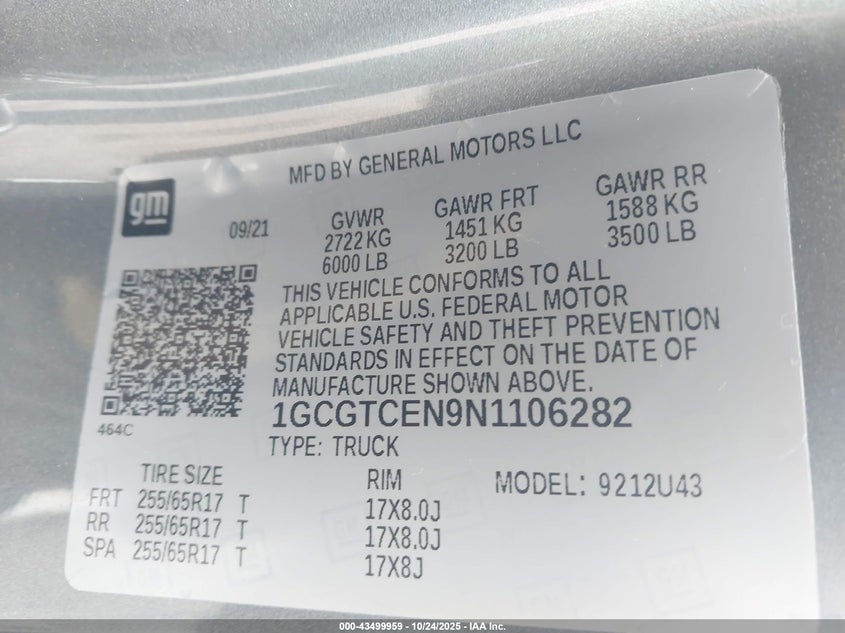 MFD BY GENERAL MOTORS LLC
gm
09/21
GVWR
2722 KG
6000 LB
GAWR FRT
1451 KG
3200 LB
GAWR RR
1588 KG
3500 LB
THIS VEHICLE CONFORMS TO ALL
APPLICABLE U.S. FEDERAL MOTOR
VEHICLE SAFETY AND THEFT PREVENTION
STANDARDS IN EFFECT ON THE DATE OF
MANUFACTURE SHOWN ABOVE.
1GCGTCEN9N1106282
464C
TYPE: TRUCK
TIRE SIZE RIM MODEL: 9212U43
FRT 255/65R17 T 17X8.0J
RR 255/65R17 T 17X8.0J
SPA 255/65R17 T 17X8J
000-43499959 - 10/24/2025 - IAA Inc.